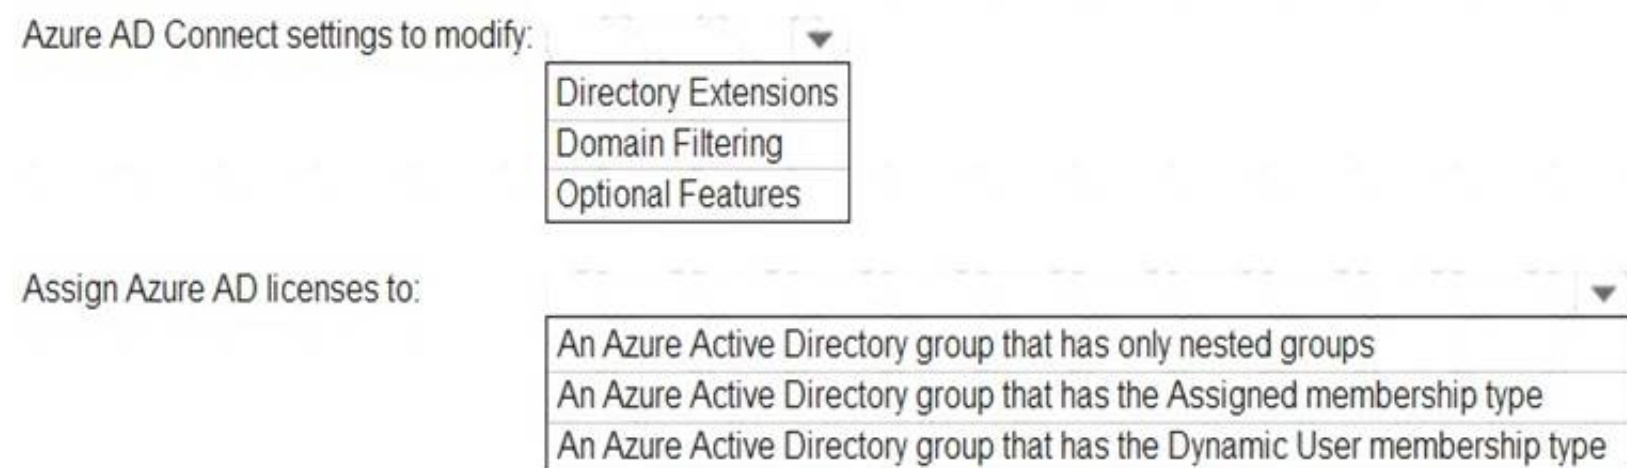 Azure AD Connect settings to modify:
Directory Extensions
Domain Filtering
Optional Features
Assign Azure AD licenses to:
An Azure Active Directory group that has only nested groups
An Azure Active Directory group that has the Assigned membership type
An Azure Active Directory group that has the Dynamic User membership type